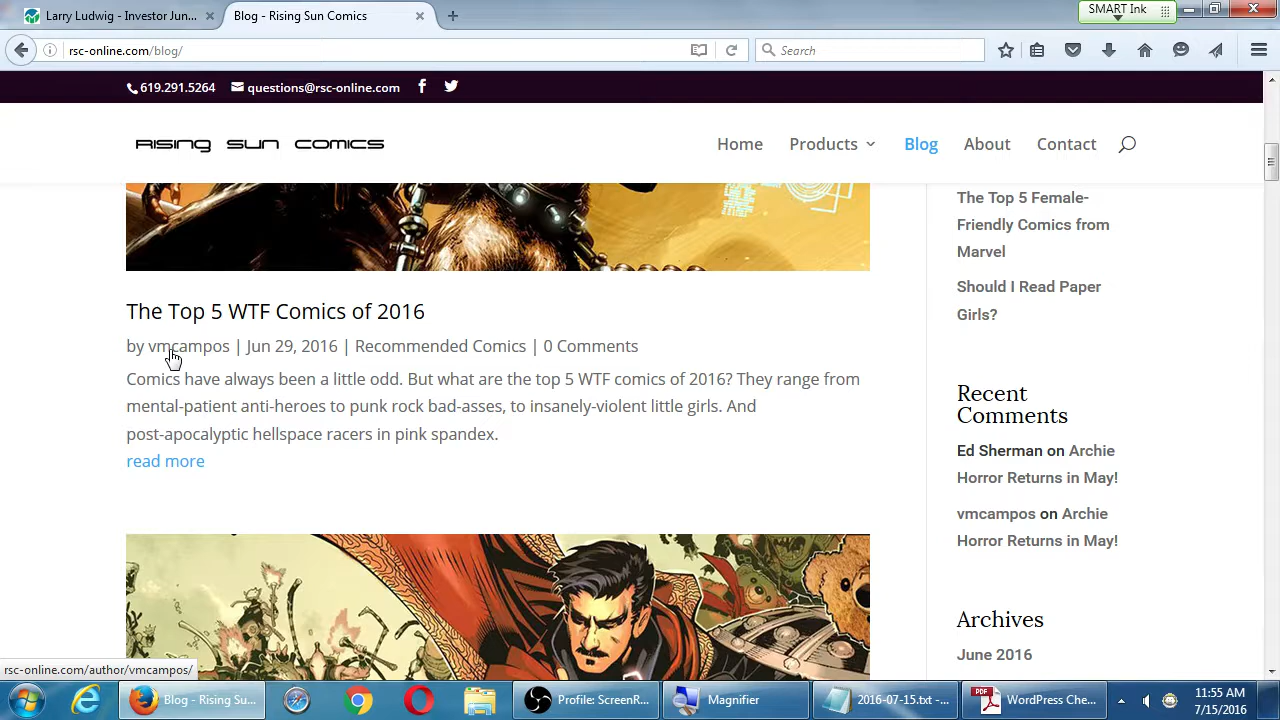 Larry Ludwig - Investor Jun...
Blog - Rising Sun Comics
SMART Ink
rsc-online.com/blog/
Search
619.291.5264
questions@rsc-online.com
RISING SUN COMICS
Home
Products
Blog
About
Contact
The Top 5 WTF Comics of 2016
by vmcampos | Jun 29, 2016 | Recommended Comics | 0 Comments
Comics have always been a little odd. But what are the top 5 WTF comics of 2016? They range from
mental-patient anti-heroes to punk rock bad-asses, to insanely-violent little girls. And
post-apocalyptic hellspace racers in pink spandex.
read more
The Top 5 Female-
Friendly Comics from
Marvel
Should I Read Paper
Girls?
Recent
Comments
Ed Sherman on Archie
Horror Returns in May!
vmcampos on Archie
Horror Returns in May!
Archives
June 2016
rsc-online.com/author/vmcampos/
Blog - Rising Su...
Profile: ScreenR...
Magnifier
2016-07-15.txt -...
PDF
WordPress Che...
11:55 AM
7/15/2016